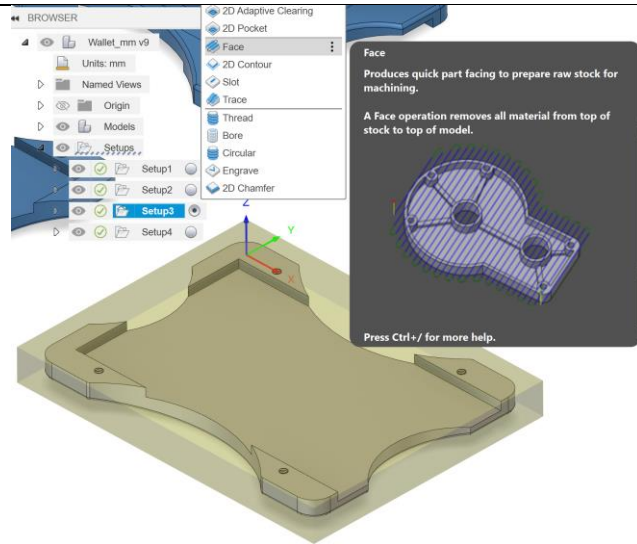 BROWSER
Wallet_mm v9
Units: mm
Named Views
Origin
Models
Setups
Setup1
Setup2
Setup3
Setup4
2D Adaptive Clearing
2D Pocket
Face
2D Contour
Slot
Trace
Thread
Bore
Circular
Engrave
2D Chamfer
Face
Produces quick part facing to prepare raw stock for
machining.
A Face operation removes all material from top of
stock to top of model.
Press Ctrl+/ for more help.
Z
Y
X